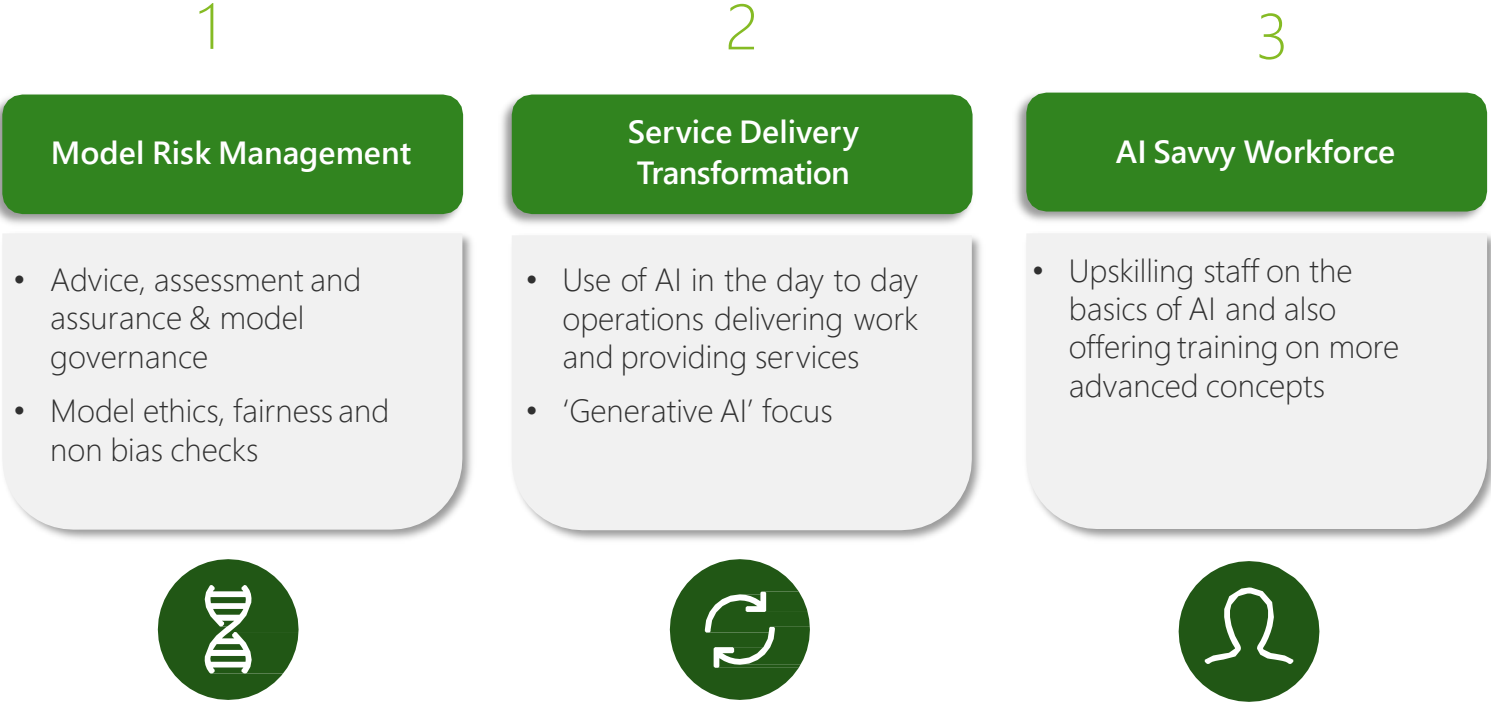 1
Model Risk Management
• Advice, assessment and
assurance & model
governance
• Model ethics, fairness and
non bias checks
2
Service Delivery
Transformation
• Use of AI in the day to day
operations delivering work
and providing services
• ‘Generative AI’ focus
3
AI Savvy Workforce
• Upskilling staff on the
basics of AI and also
offering training on more
advanced concepts